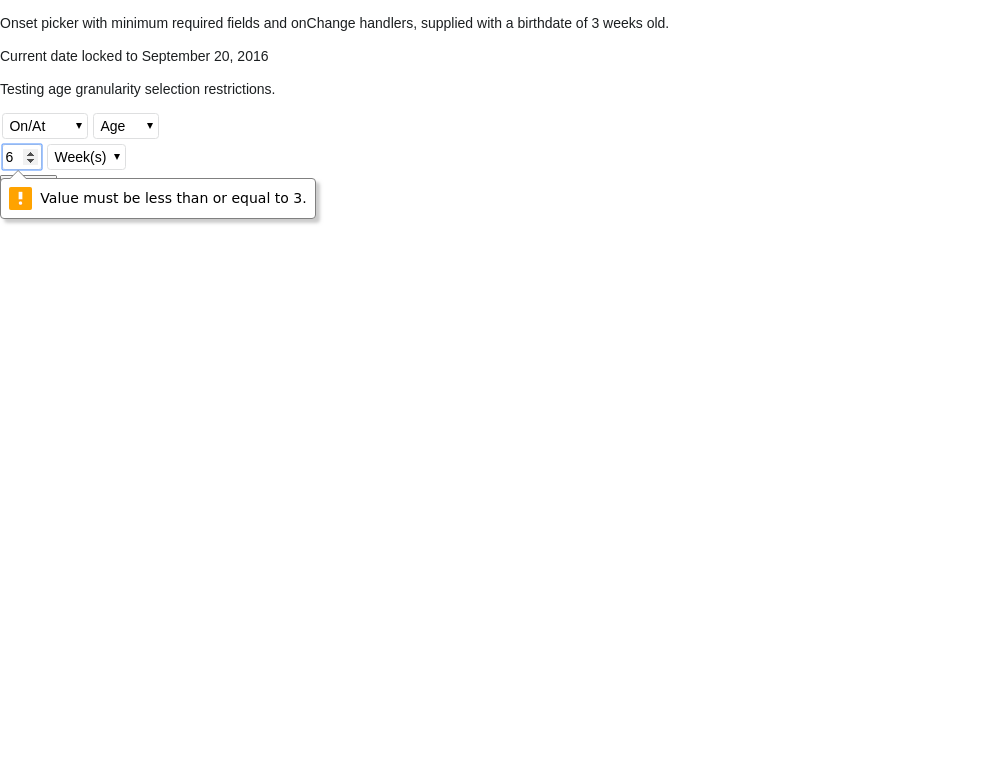 Onset picker with minimum required fields and onChange handlers, supplied with a birthdate of 3 weeks old.
Current date locked to September 20, 2016
Testing age granularity selection restrictions.
On/At Age
6 Week(s)
Value must be less than or equal to 3.